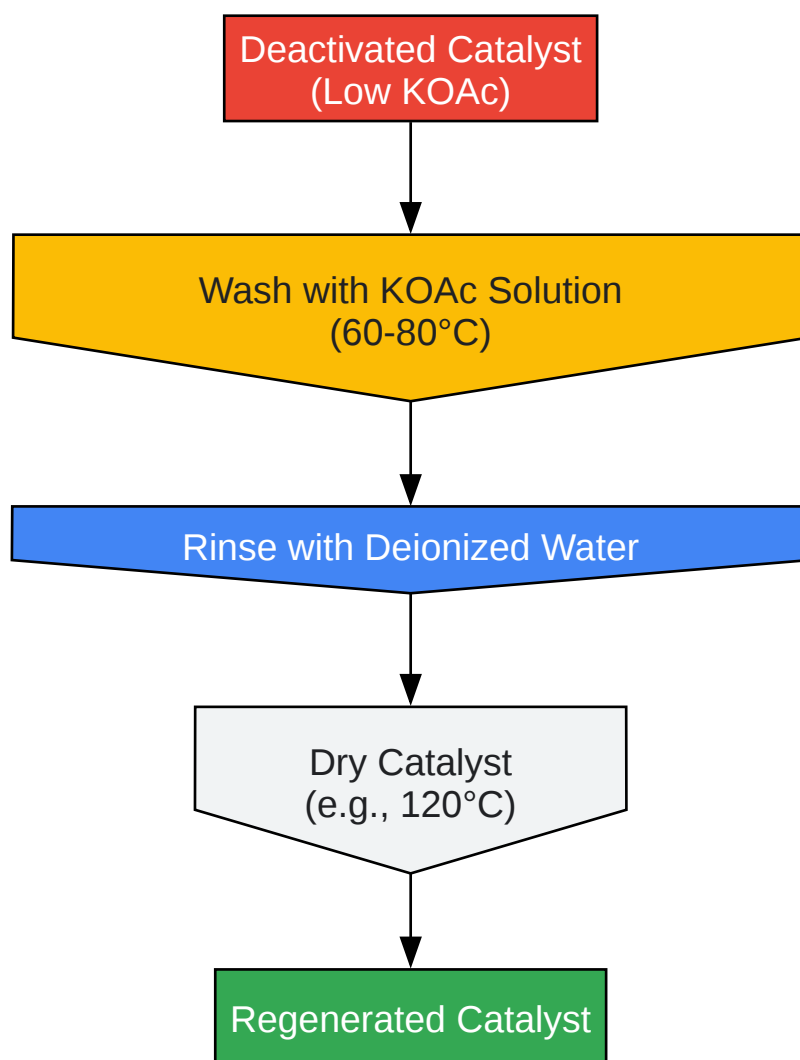 Deactivated Catalyst
(Low KOAc)
Wash with KOAc Solution
(60-80°C)
Rinse with Deionized Water
Dry Catalyst
(e.g., 120°C)
Regenerated Catalyst